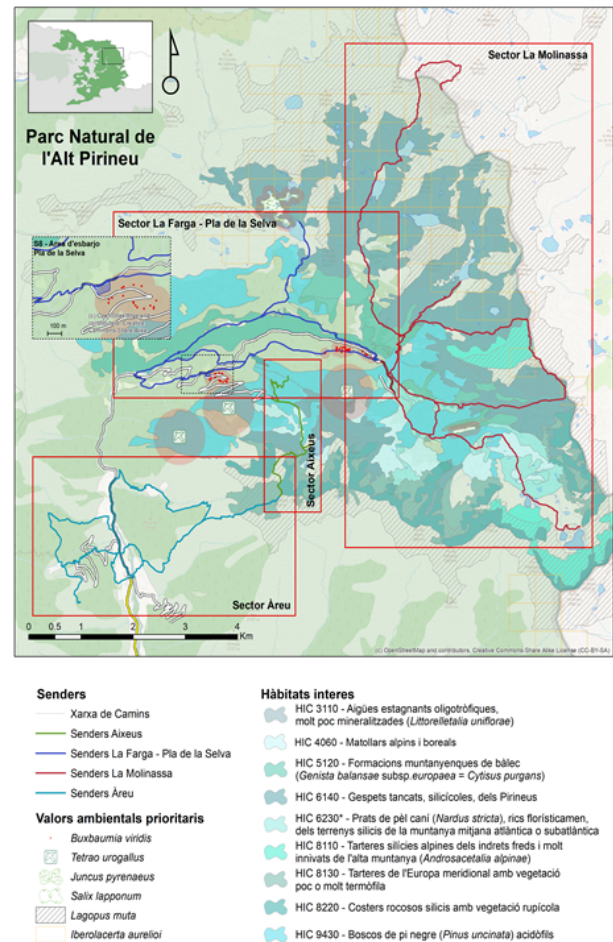 Parc Natural de
l'Alt Pirineu
Sector La Molinassa
Sector La Farga - Pla de la Selva
S8 - Area d'esbarjo
Pla de la Selva
100 m
Sector Aixeus
Sector Àreu
0 0.5 1 2 3 4
Km
(c) OpenStreetMap and contributors, Creative Commons-Share Alike License (CC-BY-SA)
Senders
Xarxa de Camins
Senders Aixeus
Senders La Farga - Pla de la Selva
Senders La Molinassa
Senders Àreu
Valors ambientals prioritaris
Buxbaumia viridis
Tetrao urogallus
Juncus pyrenaeus
Salix lapponum
Lagopus muta
Iberolacerta aurelioi
Hàbitats interes
HIC 3110 - Aigües estagnants oligotròfiques,
molt poc mineralitzades (Littorelletalia uniflorae)
HIC 4060 - Matollars alpins i boreals
HIC 5120 - Formacions muntanyenques de bàlec
(Genista balansae subsp.europaea = Cytisus purgans)
HIC 6140 - Gespets tancats, silicícoles, dels Pirineus
HIC 6230* - Prats de pèl caní (Nardus stricta), rics florísticament,
dels terrenys silicis de la muntanya mitjana atlàntica o subatlàntica
HIC 8110 - Tarteres silícies alpines dels indrets freds i molt
innivats de l'alta muntanya (Androsacetalia alpinae)
HIC 8130 - Tarteres de l'Europa meridional amb vegetació
poc o molt termòfila
HIC 8220 - Costers rocosos silicis amb vegetació rupícola
HIC 9430 - Boscos de pi negre (Pinus uncinata) acidòfils